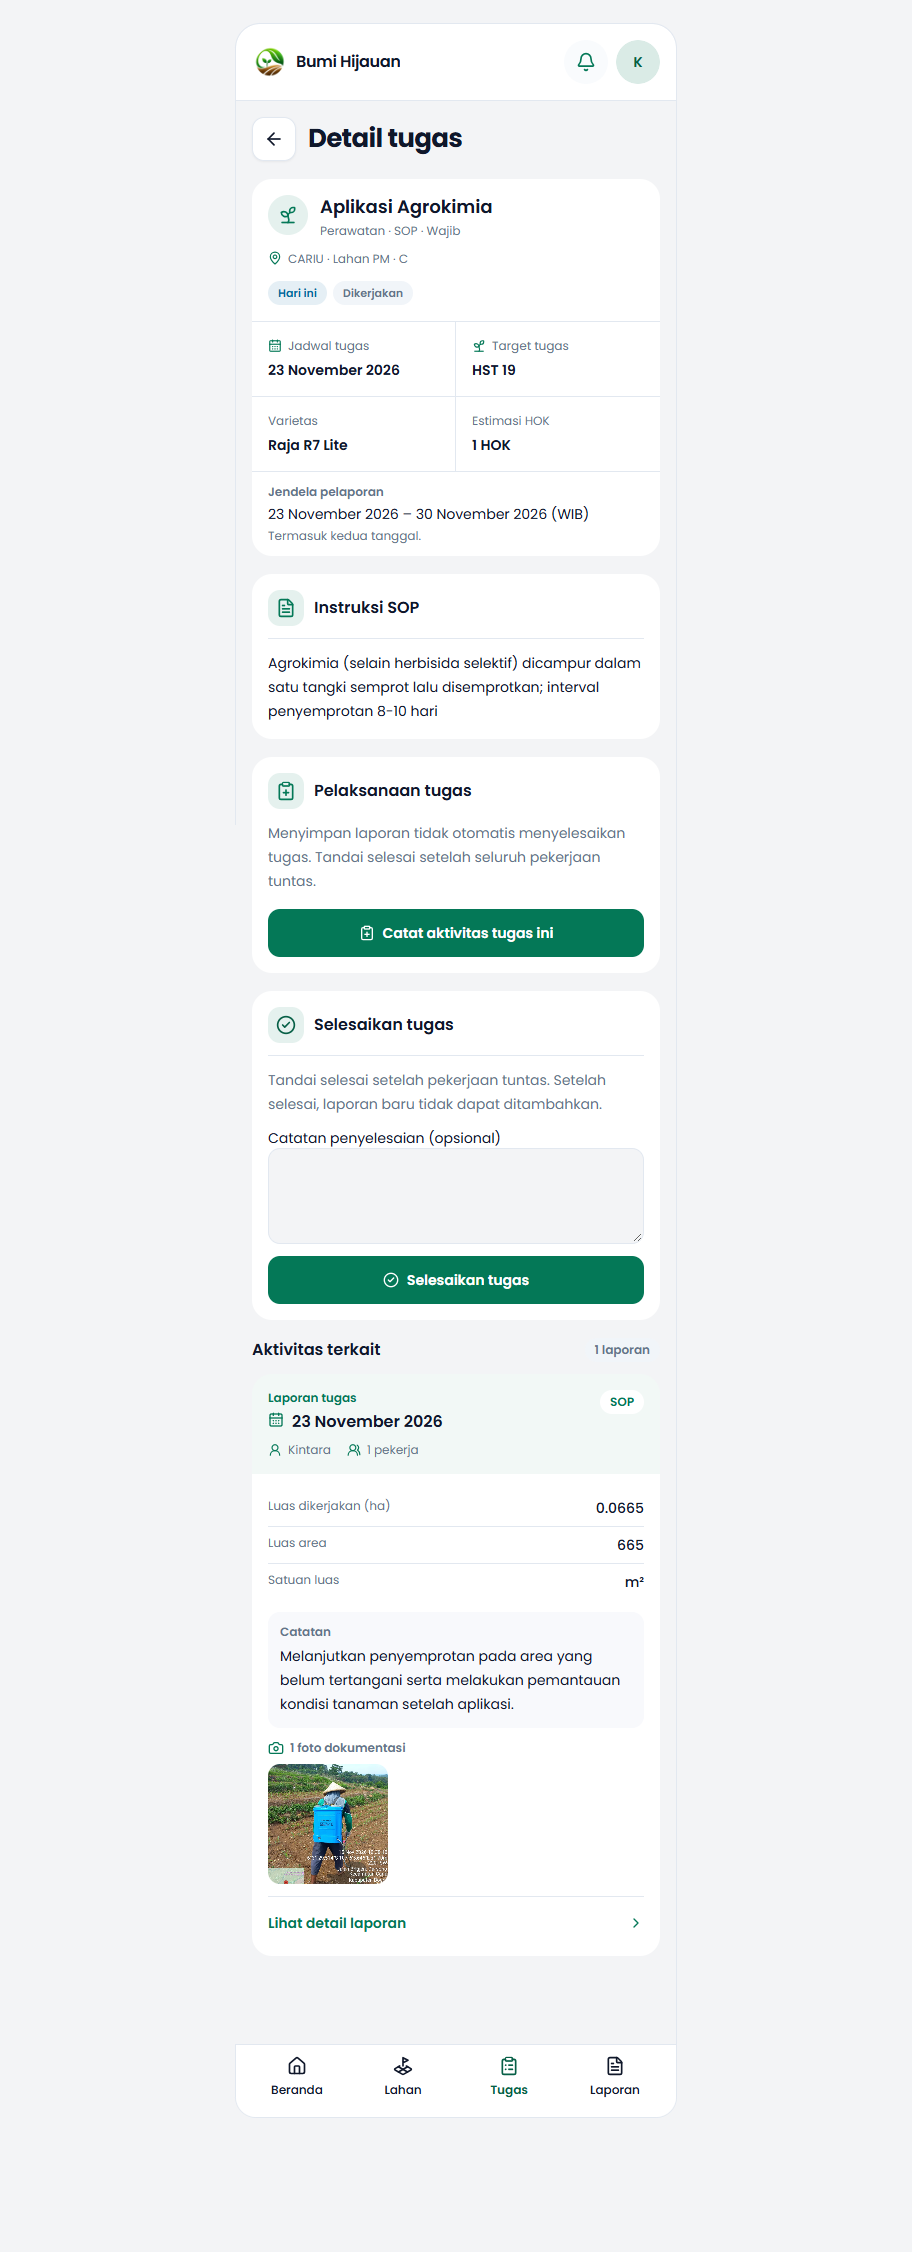 Bumi Hijauan
K
Detail tugas
Aplikasi Agrokimia
Perawatan · SOP · Wajib
CARIU · Lahan PM · C
Hari ini
Dikerjakan
Jadwal tugas
23 November 2026
Target tugas
HST 19
Varietas
Raja R7 Lite
Estimasi HOK
1 HOK
Jendela pelaporan
23 November 2026 – 30 November 2026 (WIB)
Termasuk kedua tanggal.
Instruksi SOP
Agrokimia (selain herbisida selektif) dicampur dalam
satu tangki semprot lalu disemprotkan; interval
penyemprotan 8-10 hari
Pelaksanaan tugas
Menyimpan laporan tidak otomatis menyelesaikan
tugas. Tandai selesai setelah seluruh pekerjaan
tuntas.
Catat aktivitas tugas ini
Selesaikan tugas
Tandai selesai setelah pekerjaan tuntas. Setelah
selesai, laporan baru tidak dapat ditambahkan.
Catatan penyelesaian (opsional)
Selesaikan tugas
Aktivitas terkait
1 laporan
Laporan tugas
SOP
23 November 2026
Kintara
1 pekerja
Luas dikerjakan (ha)
0.0665
Luas area
665
Satuan luas
m²
Catatan
Melanjutkan penyemprotan pada area yang
belum tertangani serta melakukan pemantauan
kondisi tanaman setelah aplikasi.
1 foto dokumentasi
Lihat detail laporan
Beranda
Lahan
Tugas
Laporan